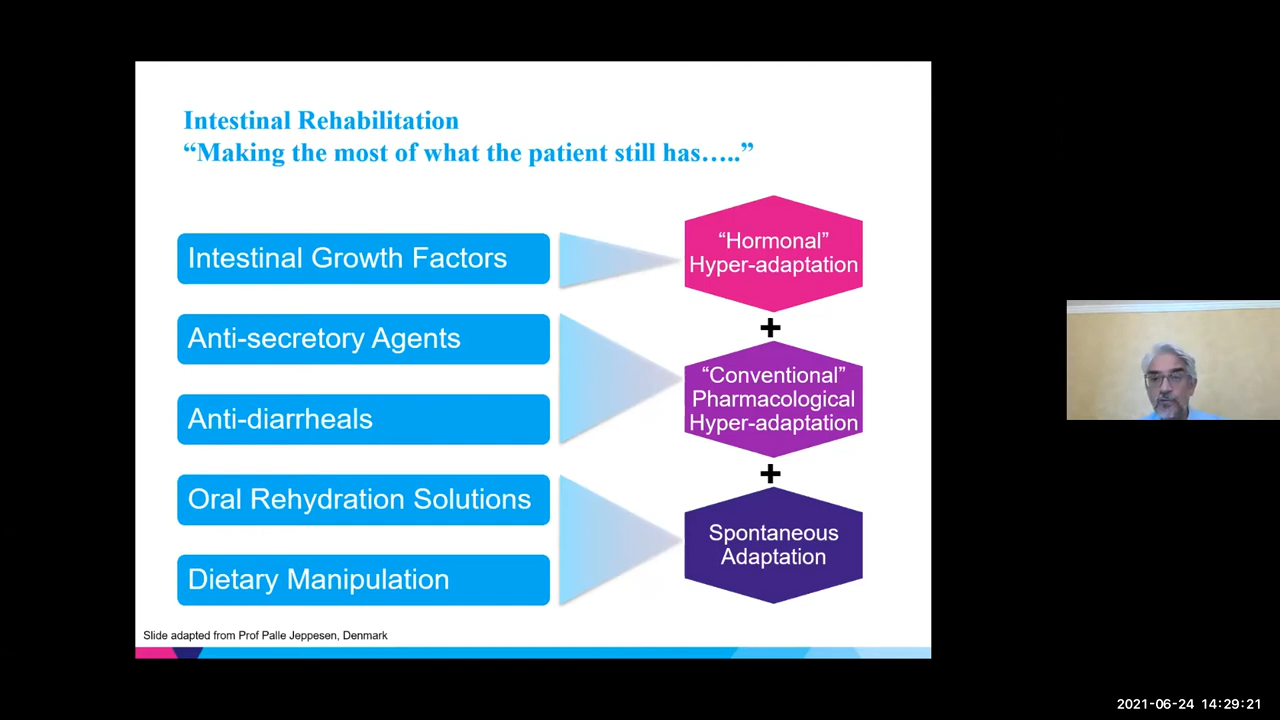 Intestinal Rehabilitation
“Making the most of what the patient still has…..”
Intestinal Growth Factors
“Hormonal”
Hyper-adaptation
+
Anti-secretory Agents
Anti-diarrheals
“Conventional”
Pharmacological
Hyper-adaptation
+
Oral Rehydration Solutions
Dietary Manipulation
Spontaneous
Adaptation
Slide adapted from Prof Palle Jeppesen, Denmark
2021-06-24 14:29:21